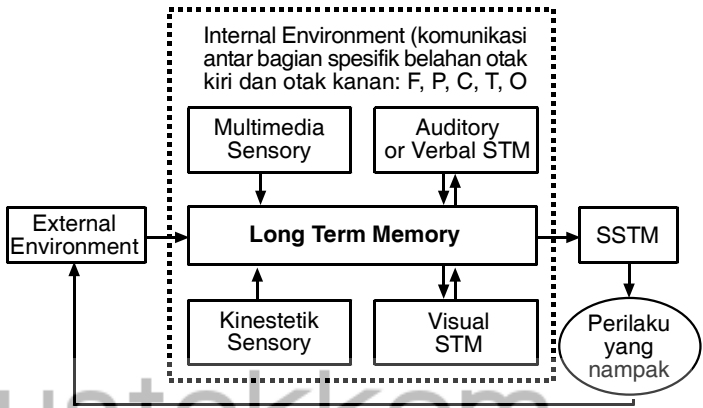 Internal Environment (komunikasi
antar bagian spesifik belahan otak
kiri dan otak kanan: F, P, C, T, O
Multimedia
Sensory
Auditory
or Verbal STM
External
Environment
Long Term Memory
SSTM
Kinestetik
Sensory
Visual
STM
Perilaku
yang
nampak